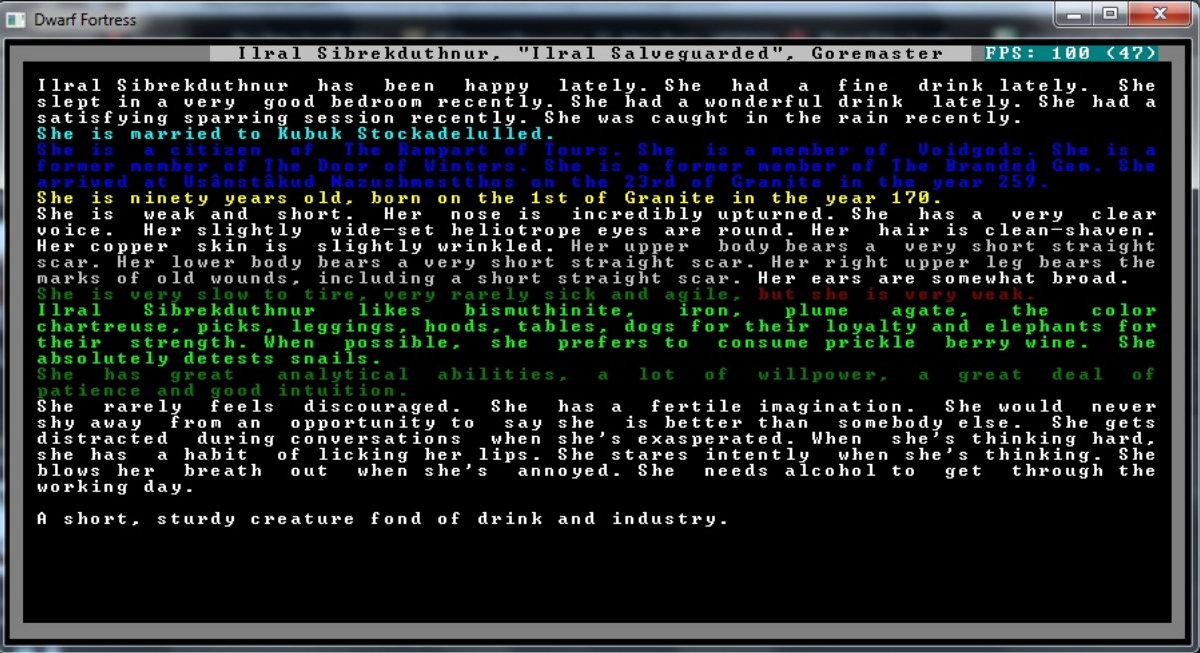 Dwarf Fortress
Ilral Sibrekduthnur, "Ilral Salveguarded", Goremaster FPS: 100 (47)
Ilral Sibrekduthnur has been happy lately. She had a fine drink lately. She
slept in a very good bedroom recently. She had a wonderful drink lately. She had a
satisfying sparring session recently. She was caught in the rain recently.
She is married to Kubuk Stockadelulled.
She is a citizen of The Rampart of Tours. She is a member of Voidgods. She is a
former member of The Door of Winters. She is a former member of The Branded Gem. She
arrived at Usânstâkud Nazushmestthos on the 23rd of Granite in the year 259.
She is ninety years old, born on the 1st of Granite in the year 170.
She is weak and short. Her nose is incredibly upturned. She has a very clear
voice. Her slightly wide-set heliotrope eyes are round. Her hair is clean-shaven.
Her copper skin is slightly wrinkled. Her upper body bears a very short straight
scar. Her lower body bears a very short straight scar. Her right upper leg bears the
marks of old wounds, including a short straight scar. Her ears are somewhat broad.
She is very slow to tire, very rarely sick and agile, but she is very weak.
Ilral Sibrekduthnur likes bismuthinite, iron, plume agate, the color
chartreuse, picks, leggings, hoods, tables, dogs for their loyalty and elephants for
their strength. When possible, she prefers to consume prickle berry wine. She
absolutely detests snails.
She has great analytical abilities, a lot of willpower, a great deal of
patience and good intuition.
She rarely feels discouraged. She has a fertile imagination. She would never
shy away from an opportunity to say she is better than somebody else. She gets
distracted during conversations when she's exasperated. When she's thinking hard,
she has a habit of licking her lips. She stares intently when she's thinking. She
blows her breath out when she's annoyed. She needs alcohol to get through the
working day.
A short, sturdy creature fond of drink and industry.